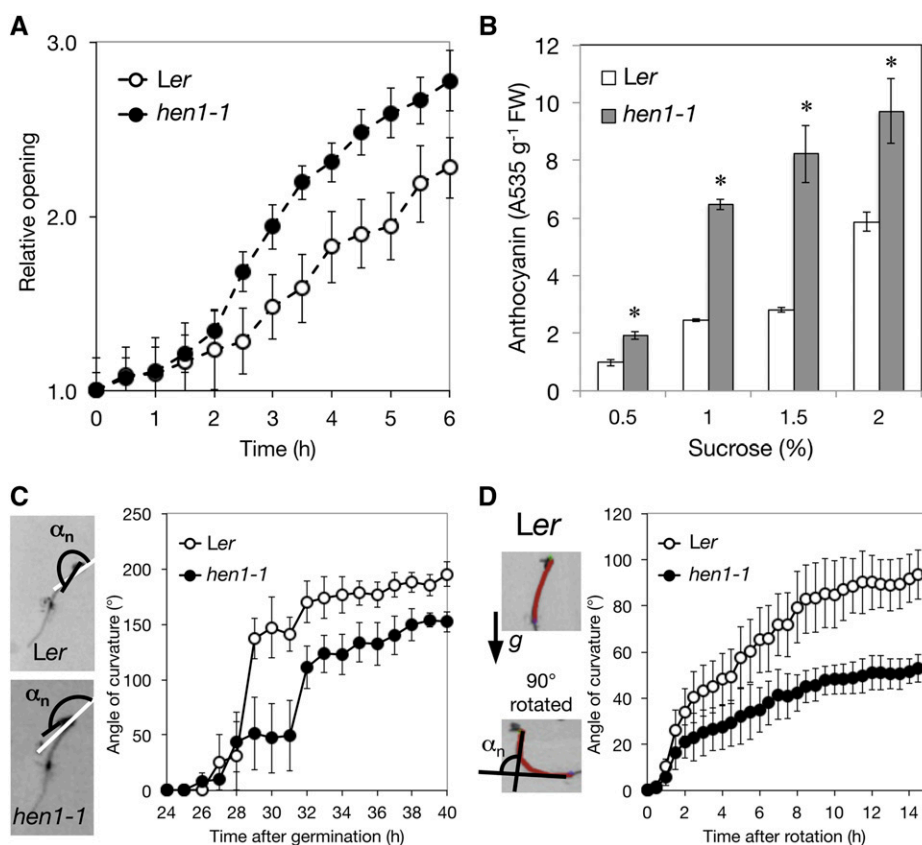 A
3.0
2.0
1.0
Relative opening
Ler
hen1-1
0 1 2 3 4 5 6
Time (h)
B
12
10
8
6
4
2
0
Anthocyanin (A535 g⁻¹ FW)
Ler
hen1-1
*
*
*
*
0.5 1 1.5 2
Sucrose (%)
C
αn
Ler
αn
hen1-1
250
200
150
100
50
0
Angle of curvature (°)
Ler
hen1-1
24 26 28 30 32 34 36 38 40
Time after germination (h)
D
Ler
g
90°
rotated
αn
120
100
80
60
40
20
0
Angle of curvature (°)
Ler
hen1-1
0 2 4 6 8 10 12 14
Time after rotation (h)